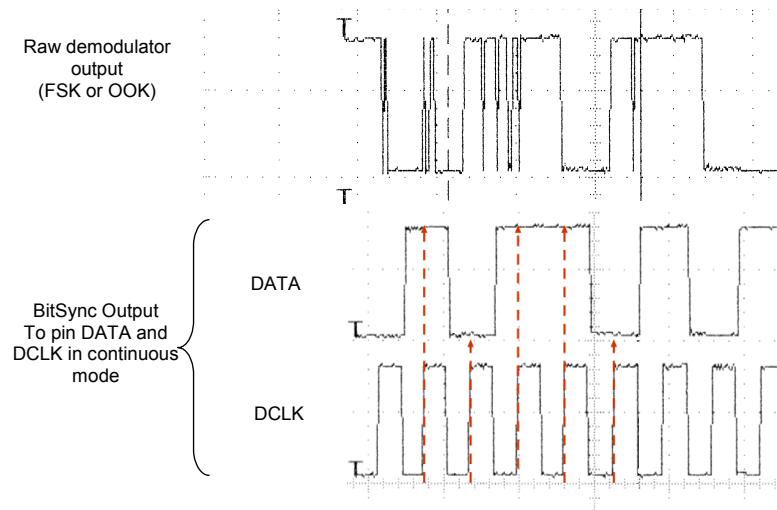 Raw demodulator
output
(FSK or OOK)
DATA
BitSync Output
To pin DATA and
DCLK in continuous
mode
DCLK